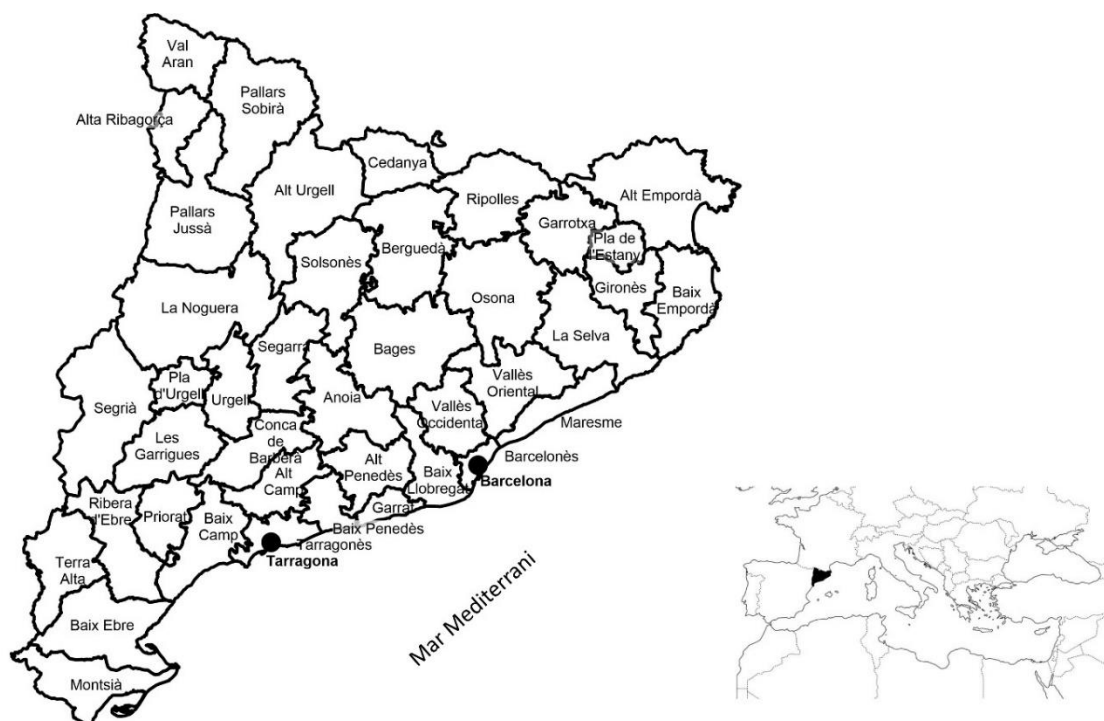 Val
Aran
Pallars
Sobirà
Alta Ribagorça
Cedanya
Alt Urgell
Ripolles
Alt Empordà
Garrotxa
Pallars
Jussà
Pla de
l'Estany
Berguedà
Solsonès
Gironès
Baix
Empordà
Osona
La Noguera
La Selva
Segarra
Bages
Vallès
Oriental
Pla
d'Urgell
Urgell
Anoia
Segrià
Vallès
Occidental
Maresme
Conca
de
Barberà
Les
Garrigues
Barcelonès
Alt
Penedès
Baix
Llobregat
Barcelona
Alt
Camp
Ribera
d'Ebre
Priorat
Baix
Camp
Garraf
Baix Penedès
Tarragonès
Tarragona
Terra
Alta
Mar Mediterrani
Baix Ebre
Montsià